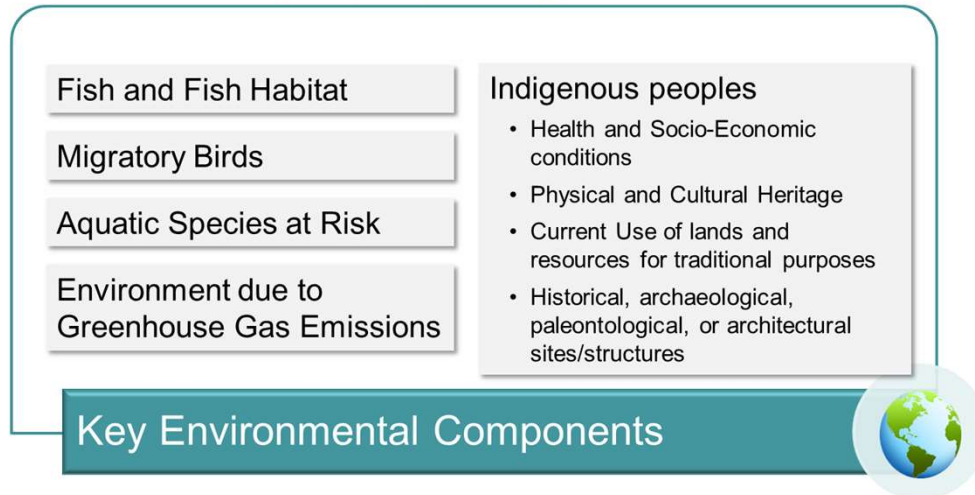 Fish and Fish Habitat
Migratory Birds
Aquatic Species at Risk
Environment due to
Greenhouse Gas Emissions
Indigenous peoples
• Health and Socio-Economic
conditions
• Physical and Cultural Heritage
• Current Use of lands and
resources for traditional purposes
• Historical, archaeological,
paleontological, or architectural
sites/structures
Key Environmental Components